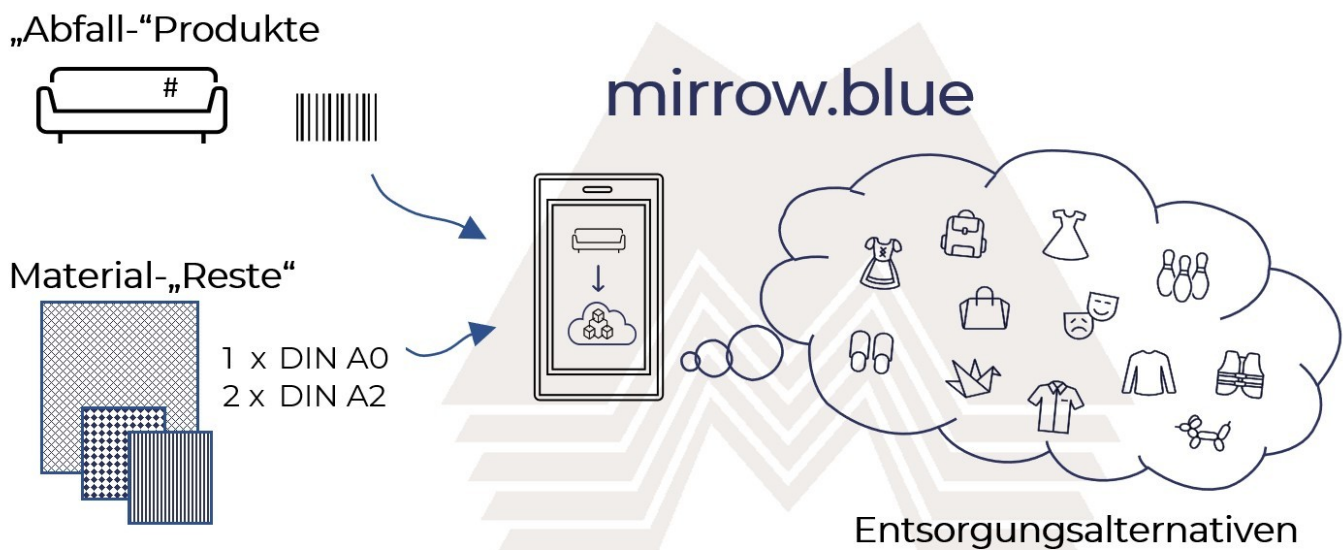 „Abfall-“Produkte
#
mirrow.blue
Material-„Reste“
1 x DIN A0
2 x DIN A2
Entsorgungsalternativen